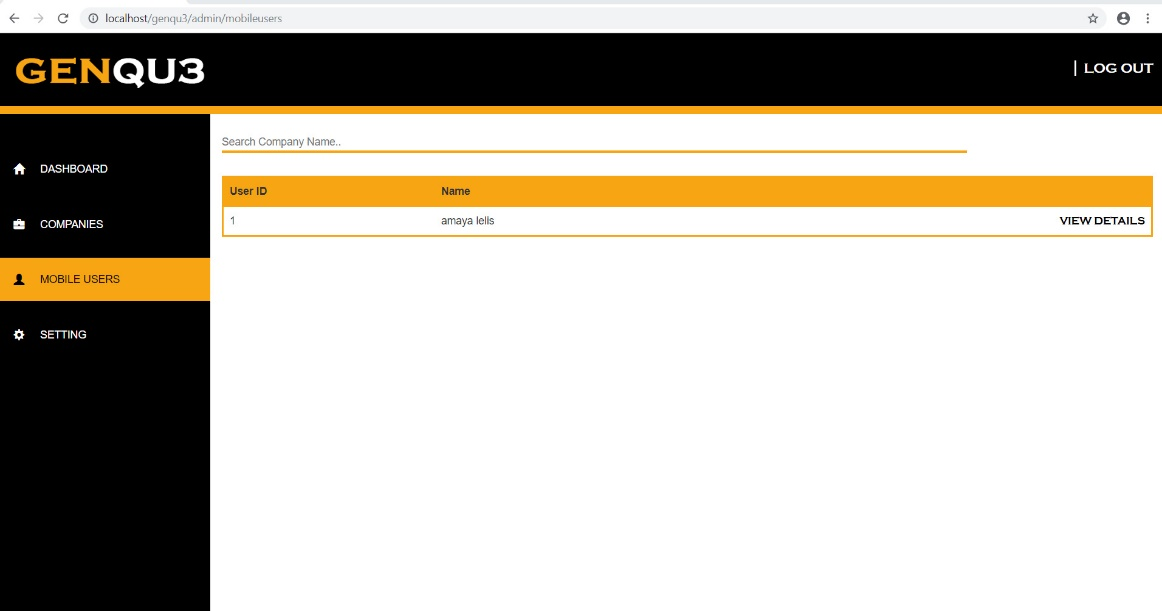 localhost/genqu3/admin/mobileusers
GENQU3
| LOG OUT
Search Company Name..
DASHBOARD
COMPANIES
MOBILE USERS
SETTING
User ID Name
1 amaya lelis VIEW DETAILS